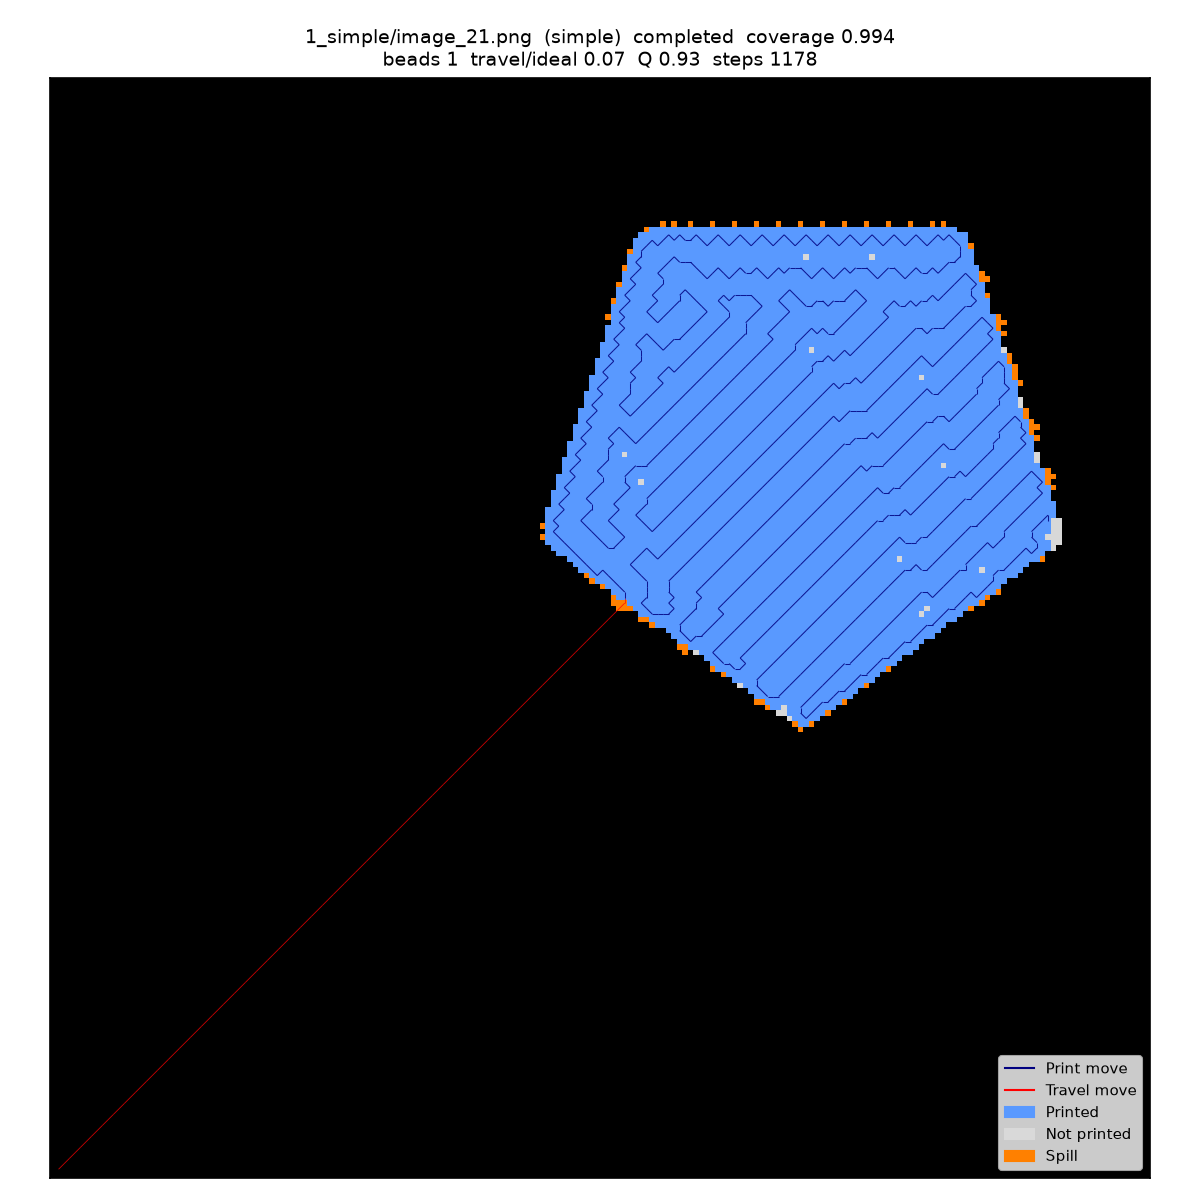 1_simple/image_21.png  (simple)  completed  coverage 0.994
beads 1  travel/ideal 0.07  Q 0.93  steps 1178
Print move
Travel move
Printed
Not printed
Spill